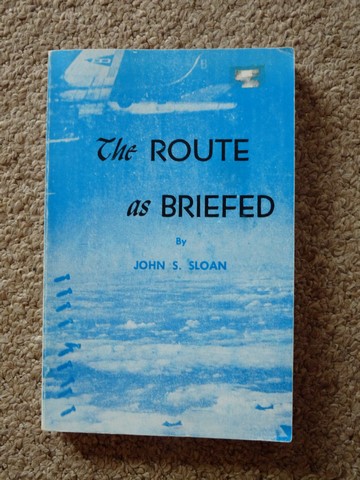 The ROUTE
as BRIEFED
By
JOHN S. SLOAN